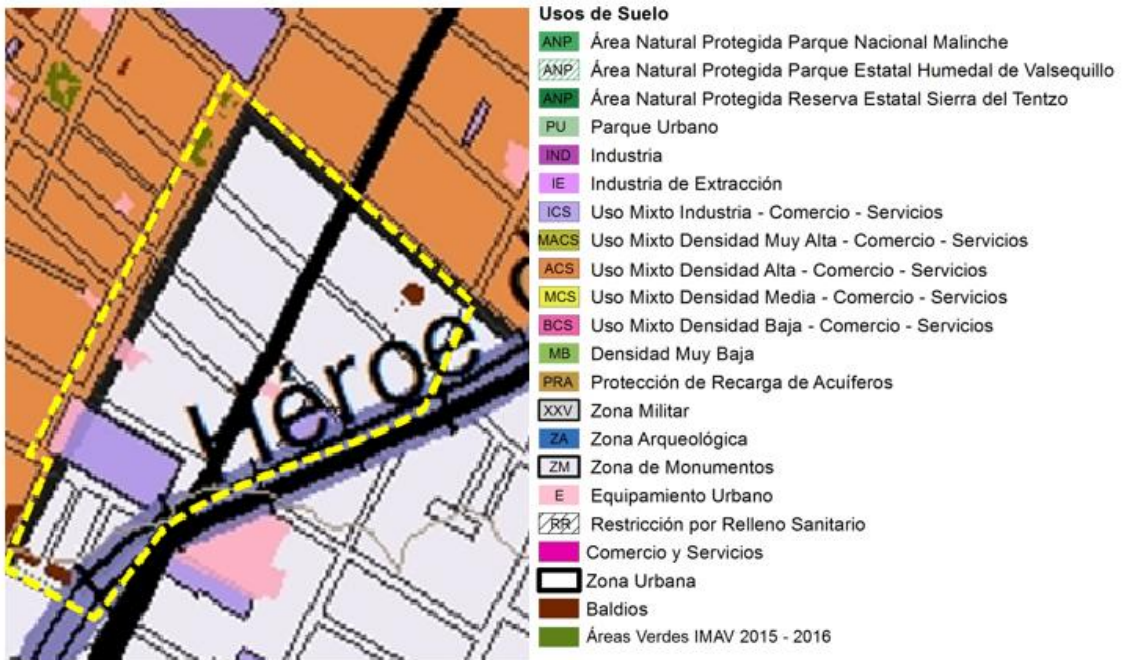 Héroe
Usos de Suelo
ANP Área Natural Protegida Parque Nacional Malinche
ANP Área Natural Protegida Parque Estatal Humedal de Valsequillo
ANP Área Natural Protegida Reserva Estatal Sierra del Tentzo
PU Parque Urbano
IND Industria
IE Industria de Extracción
ICS Uso Mixto Industria - Comercio - Servicios
MACS Uso Mixto Densidad Muy Alta - Comercio - Servicios
ACS Uso Mixto Densidad Alta - Comercio - Servicios
MCS Uso Mixto Densidad Media - Comercio - Servicios
BCS Uso Mixto Densidad Baja - Comercio - Servicios
MB Densidad Muy Baja
PRA Protección de Recarga de Acuíferos
XXV Zona Militar
ZA Zona Arqueológica
ZM Zona de Monumentos
E Equipamiento Urbano
RR Restricción por Relleno Sanitario
Comercio y Servicios
Zona Urbana
Baldios
Áreas Verdes IMAV 2015 - 2016